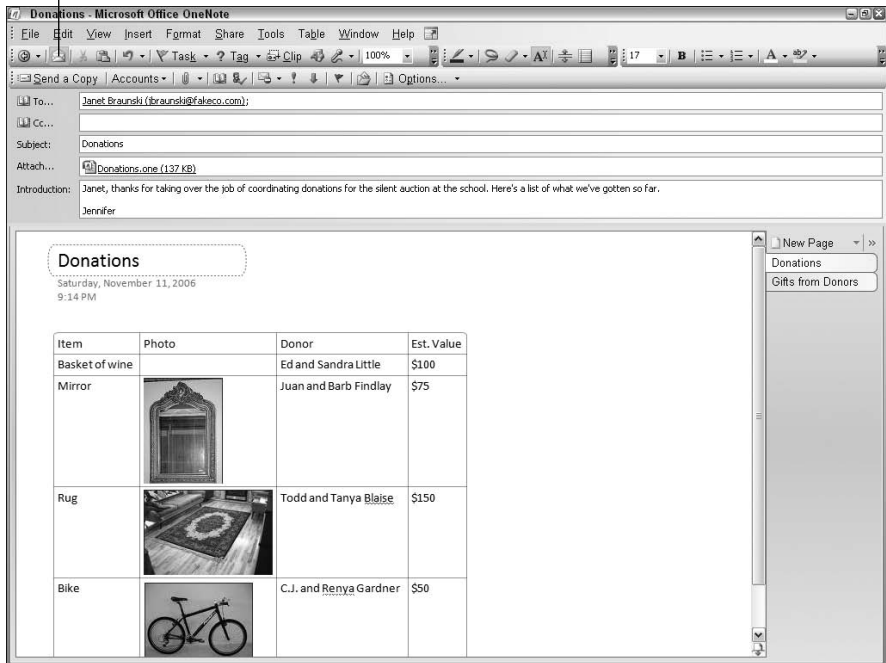 Donations - Microsoft Office OneNote
File Edit View Insert Format Share Tools Table Window Help
Task ? Tag Clip 100% 17 B A
Send a Copy Accounts Options...
To... Janet Braunski (jbraunski@fakeco.com);
Cc...
Subject: Donations
Attach... Donations.one (137 KB)
Introduction: Janet, thanks for taking over the job of coordinating donations for the silent auction at the school. Here's a list of what we've gotten so far.
Jennifer
New Page
Donations
Gifts from Donors
Donations
Saturday, November 11, 2006
9:14 PM
Item Photo Donor Est. Value
Basket of wine Ed and Sandra Little $100
Mirror Juan and Barb Findlay $75
Rug Todd and Tanya Blaise $150
Bike C.J. and Renya Gardner $50